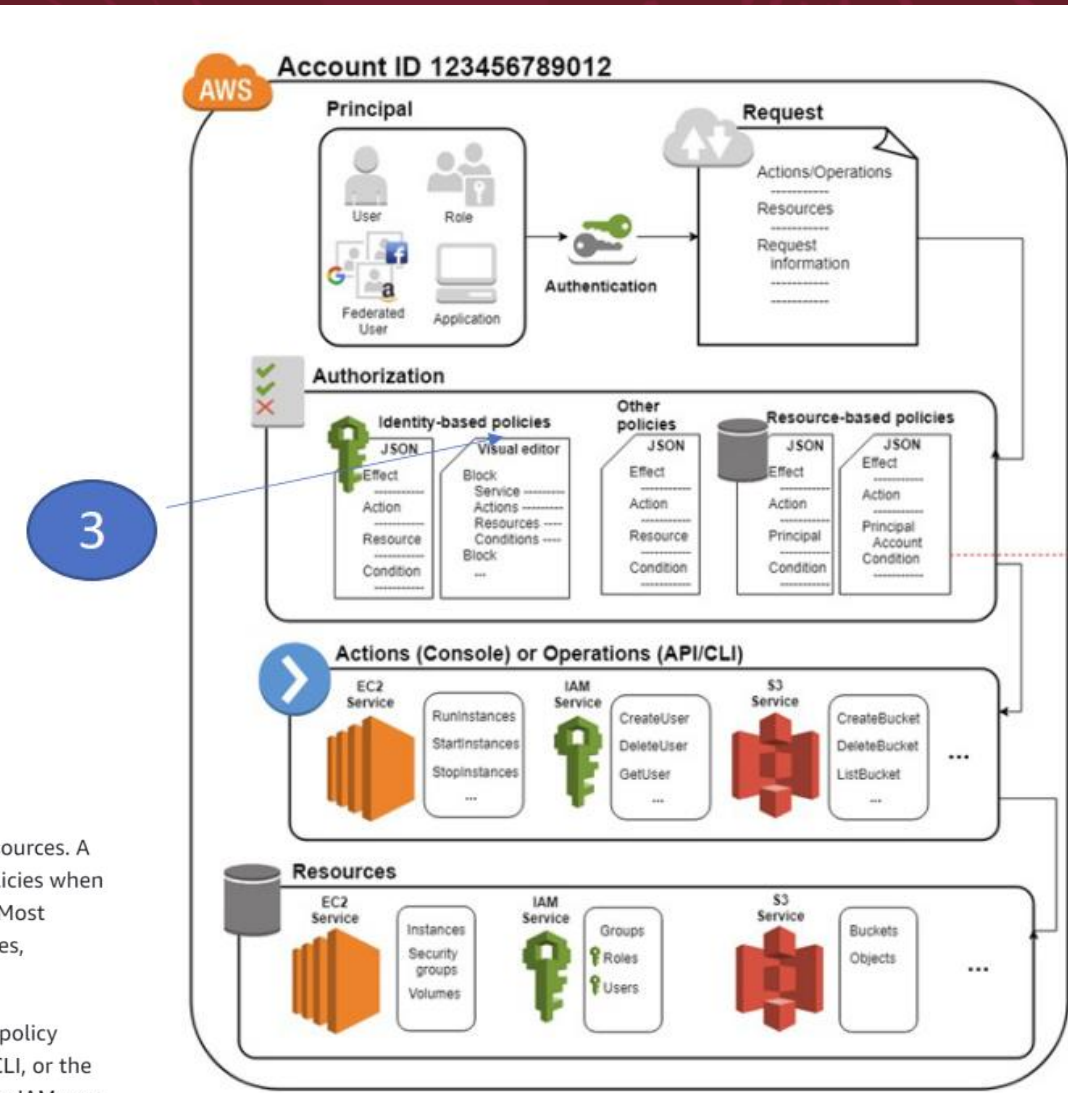 AWS
Account ID 123456789012
Principal
User
Role
Federated
User
Application
Authentication
Request
Actions/Operations
-----------
Resources
-----------
Request
information
-----------
-----------
Authorization
Identity-based policies
JSON
Effect
-----------
Action
-----------
Resource
-----------
Condition
-----------
Visual editor
Block
Service ---------
Actions ---------
Resources ----
Conditions ----
Block
...
Other
policies
JSON
Effect
-----------
Action
-----------
Resource
-----------
Condition
-----------
Resource-based policies
JSON
Effect
-----------
Action
-----------
Principal
-----------
Condition
-----------
JSON
Effect
-----------
Action
-----------
Principal
Account
Condition
-----------
3
Actions (Console) or Operations (API/CLI)
EC2
Service
RunInstances
StartInstances
StopInstances
...
IAM
Service
CreateUser
DeleteUser
GetUser
...
S3
Service
CreateBucket
DeleteBucket
ListBucket
...
...
Resources
EC2
Service
Instances
Security
groups
Volumes
IAM
Service
Groups
Roles
Users
S3
Service
Buckets
Objects
...
ources. A
licies when
Most
es,
policy
CLI, or the